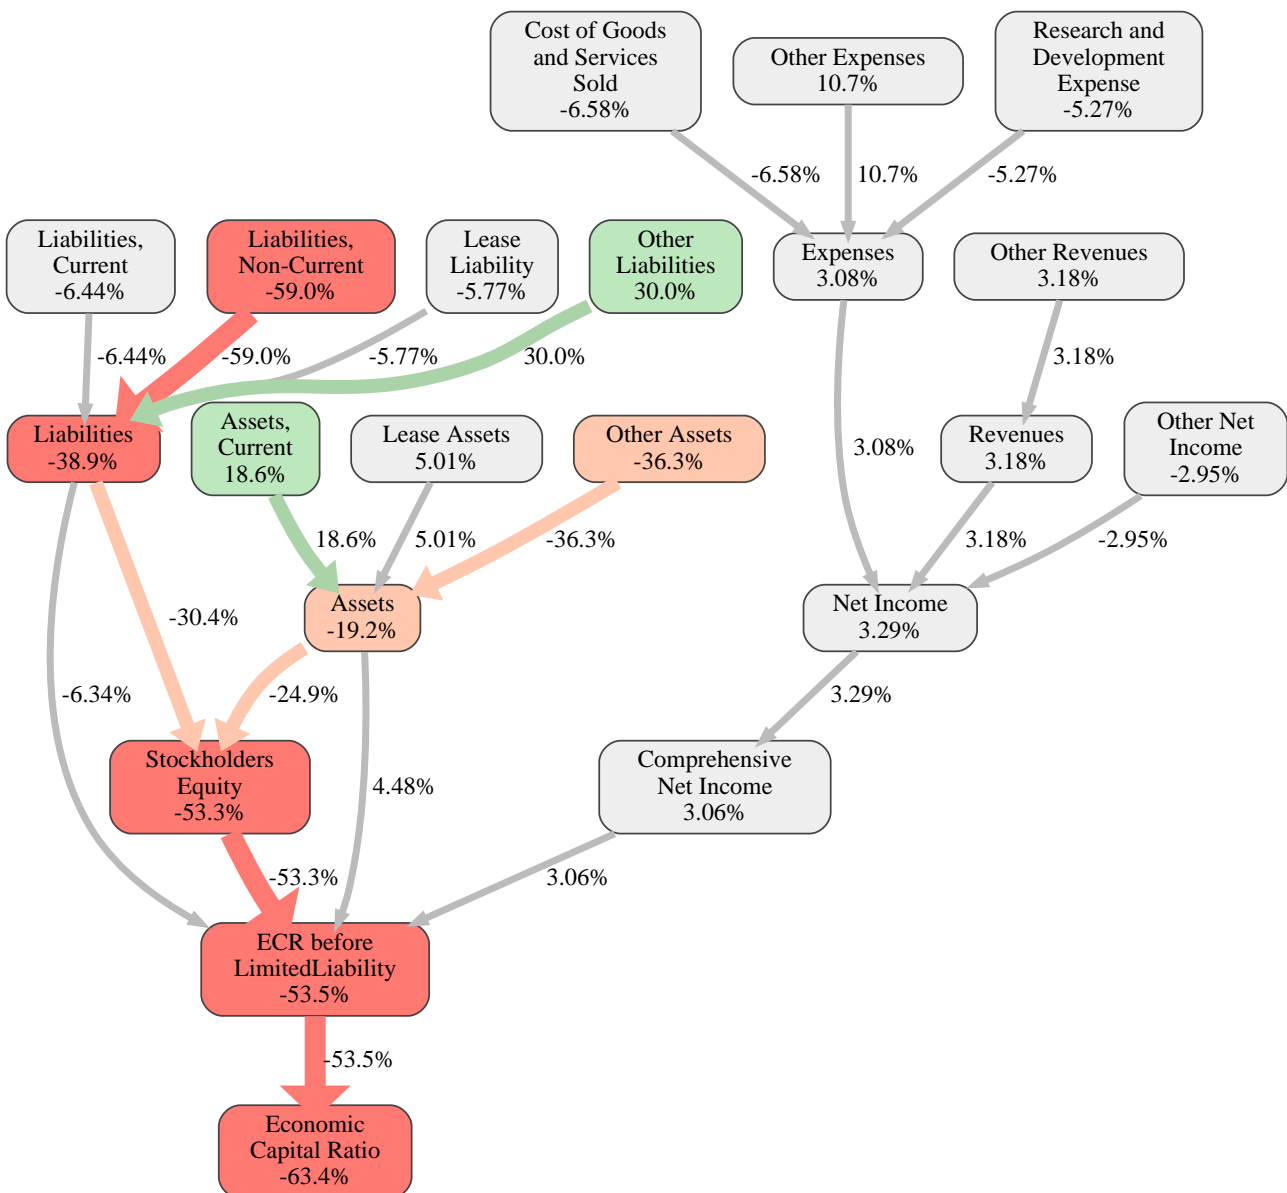 Cost of Goods
and Services
Sold
-6.58%
Other Expenses
10.7%
Research and
Development
Expense
-5.27%
-6.58%
10.7%
-5.27%
Liabilities,
Current
-6.44%
Liabilities,
Non-Current
-59.0%
Lease
Liability
-5.77%
Other
Liabilities
30.0%
Expenses
3.08%
Other Revenues
3.18%
-6.44%
-59.0%
-5.77%
30.0%
3.18%
Liabilities
-38.9%
Assets,
Current
18.6%
Lease Assets
5.01%
Other Assets
-36.3%
3.08%
Revenues
3.18%
Other Net
Income
-2.95%
18.6%
5.01%
-36.3%
3.18%
-2.95%
-30.4%
Assets
-19.2%
Net Income
3.29%
-6.34%
-24.9%
3.29%
Stockholders
Equity
-53.3%
4.48%
Comprehensive
Net Income
3.06%
-53.3%
3.06%
ECR before
LimitedLiability
-53.5%
-53.5%
Economic
Capital Ratio
-63.4%